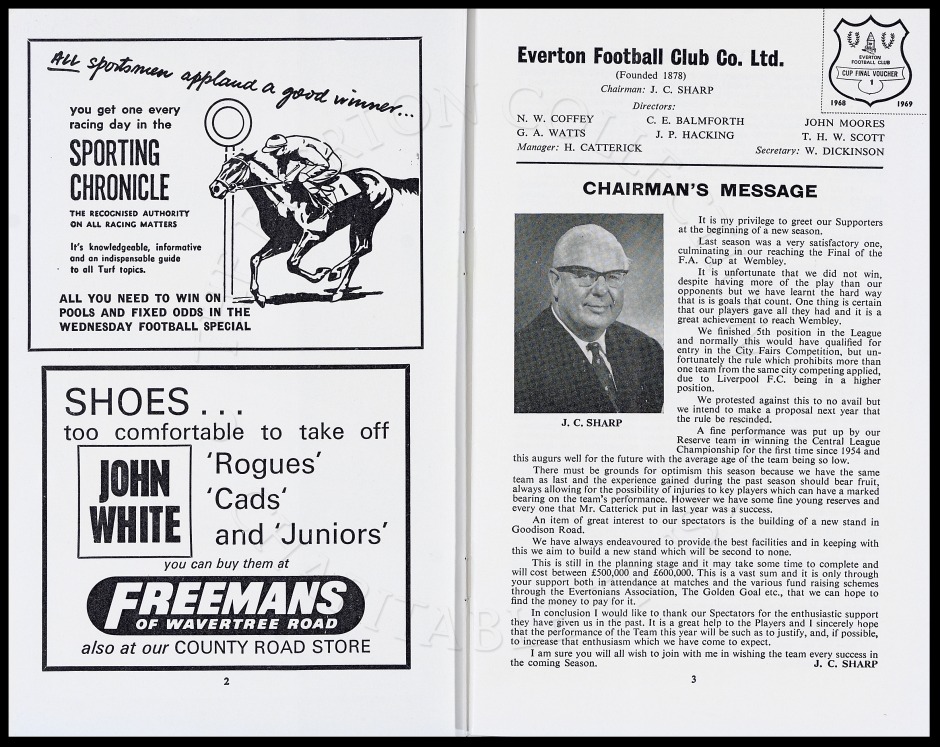 ALL sportsmen applaud a good winner...
you get one every
racing day in the
SPORTING
CHRONICLE
THE RECOGNISED AUTHORITY
ON ALL RACING MATTERS
It's knowledgeable, informative
and an indispensable guide
to all Turf topics.
1
ALL YOU NEED TO WIN ON
POOLS AND FIXED ODDS IN THE
WEDNESDAY FOOTBALL SPECIAL
SHOES ...
too comfortable to take off
JOHN
WHITE
'Rogues'
'Cads'
and 'Juniors'
you can buy them at
FREEMANS
OF WAVERTREE ROAD
also at our COUNTY ROAD STORE
2
Everton Football Club Co. Ltd.
(Founded 1878)
Chairman: J. C. SHARP
Directors:
N. W. COFFEY C. E. BALMFORTH JOHN MOORES
G. A. WATTS J. P. HACKING T. H. W. SCOTT
Manager: H. CATTERICK Secretary: W. DICKINSON
EVERTON
FOOTBALL CLUB
CUP FINAL VOUCHER
1
1968 1969
CHAIRMAN'S MESSAGE
J. C. SHARP
It is my privilege to greet our Supporters
at the beginning of a new season.
Last season was a very satisfactory one,
culminating in our reaching the Final of the
F.A. Cup at Wembley.
It is unfortunate that we did not win,
despite having more of the play than our
opponents but we have learnt the hard way
that is is goals that count. One thing is certain
that our players gave all they had and it is a
great achievement to reach Wembley.
We finished 5th position in the League
and normally this would have qualified for
entry in the City Fairs Competition, but un-
fortunately the rule which prohibits more than
one team from the same city competing applied,
due to Liverpool F.C. being in a higher
position.
We protested against this to no avail but
we intend to make a proposal next year that
the rule be rescinded.
A fine performance was put up by our
Reserve team in winning the Central League
Championship for the first time since 1954 and
this augurs well for the future with the average age of the team being so low.
There must be grounds for optimism this season because we have the same
team as last and the experience gained during the past season should bear fruit,
always allowing for the possibility of injuries to key players which can have a marked
bearing on the team's performance. However we have some fine young reserves and
every one that Mr. Catterick put in last year was a success.
An item of great interest to our spectators is the building of a new stand in
Goodison Road.
We have always endeavoured to provide the best facilities and in keeping with
this we aim to build a new stand which will be second to none.
This is still in the planning stage and it may take some time to complete and
will cost between £500,000 and £600,000. This is a vast sum and it is only through
your support both in attendance at matches and the various fund raising schemes
through the Evertonians Association, The Golden Goal etc., that we can hope to
find the money to pay for it.
In conclusion I would like to thank our Spectators for the enthusiastic support
they have given us in the past. It is a great help to the Players and I sincerely hope
that the performance of the Team this year will be such as to justify, and, if possible,
to increase that enthusiasm which we have come to expect.
I am sure you will all wish to join with me in wishing the team every success in
the coming Season. J. C. SHARP
3